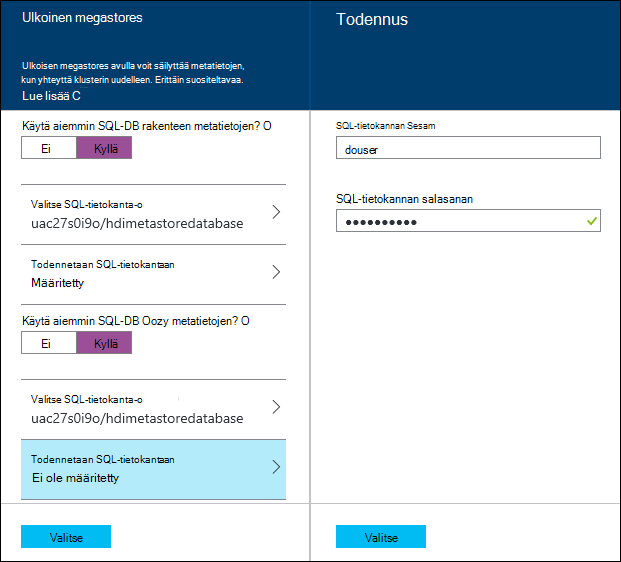 Ulkoinen megastores
Ulkoisen megastores avulla voit säilyttää metatietojen,
kun yhteyttä klusterin uudelleen. Erittäin suositeltavaa.
Lue lisää C
Käytä aiemmin SQL-DB rakenteen metatietojen? O
Ei
Kyllä
Valitse SQL-tietokanta-o
uac27s0i9o/hdimetastoredatabase
Todennetaan SQL-tietokantaan
Määritetty
Käytä aiemmin SQL-DB Oozy metatietojen? O
Ei
Kyllä
Valitse SQL-tietokanta-o
uac27s0i9o/hdimetastoredatabase
Todennetaan SQL-tietokantaan
Ei ole määritetty
Valitse
Todennus
SQL-tietokannan Sesam
douser
SQL-tietokannan salasanan
●●●●●●●●●●
Valitse